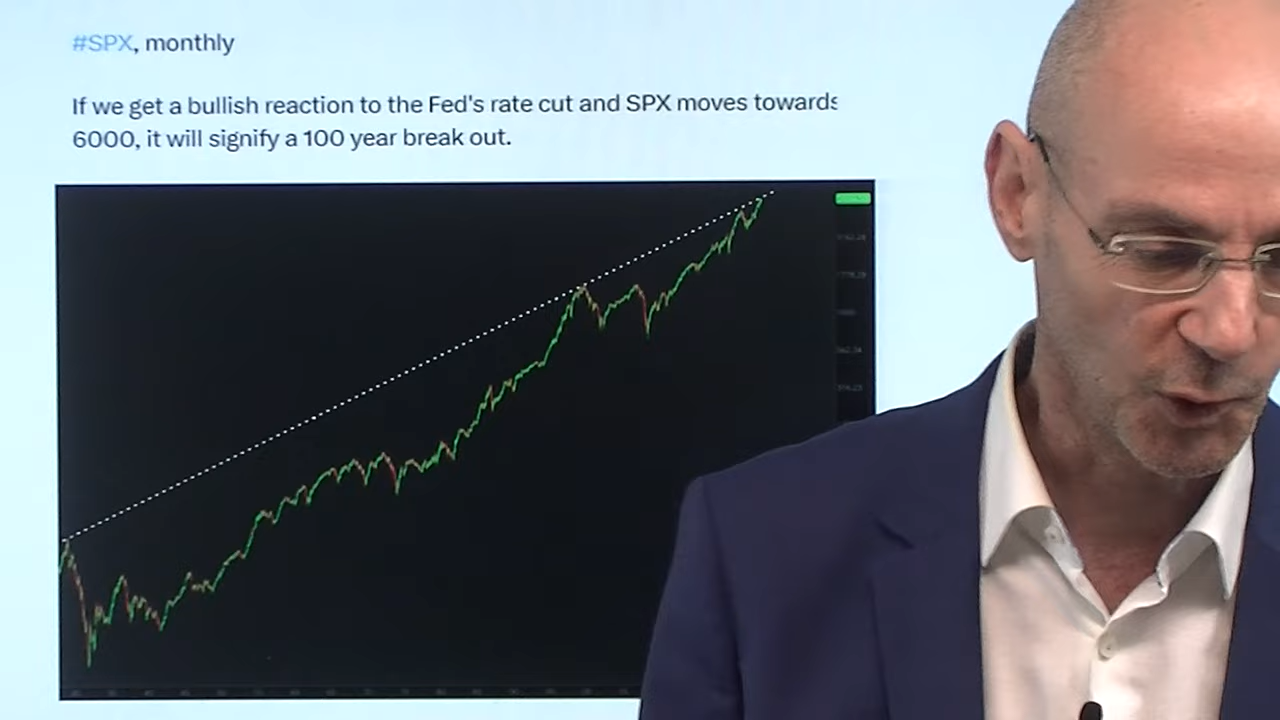 #SPX, monthly
If we get a bullish reaction to the Fed's rate cut and SPX moves towards
6000, it will signify a 100 year break out.